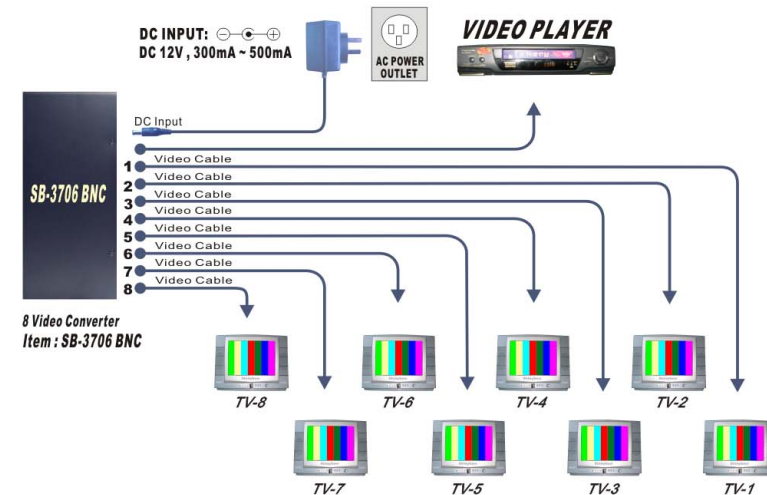 DC INPUT:
DC 12V , 300mA ~ 500mA
AC POWER
OUTLET
VIDEO PLAYER
DC Input
SB-3706 BNC
1 Video Cable
2 Video Cable
3 Video Cable
4 Video Cable
5 Video Cable
6 Video Cable
7 Video Cable
8 Video Cable
8 Video Converter
Item : SB-3706 BNC
TV-8
TV-6
TV-4
TV-2
TV-7
TV-5
TV-3
TV-1